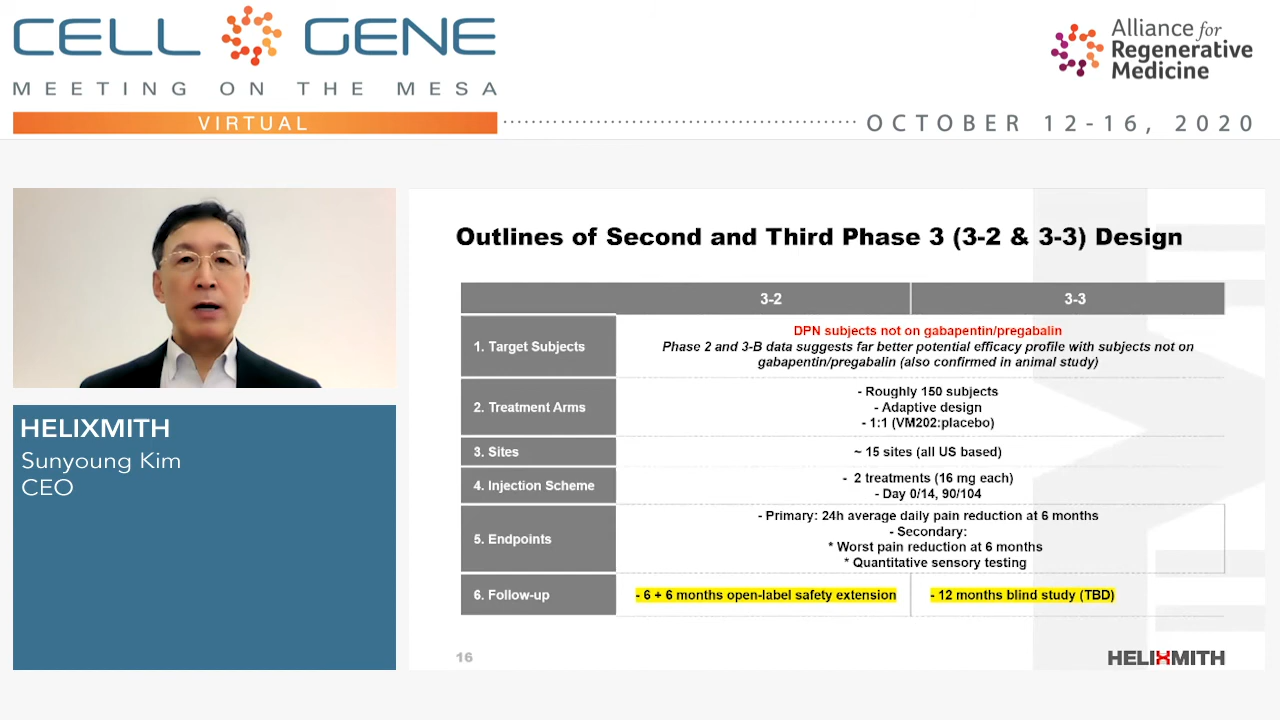 CELL GENE
MEETING ON THE MESA
VIRTUAL
Alliance for
Regenerative
Medicine
OCTOBER 12-16, 2020
HELIXMITH
Sunyoung Kim
CEO
Outlines of Second and Third Phase 3 (3-2 & 3-3) Design
3-2
3-3
1. Target Subjects
DPN subjects not on gabapentin/pregabalin
Phase 2 and 3-B data suggests far better potential efficacy profile with subjects not on
gabapentin/pregabalin (also confirmed in animal study)
2. Treatment Arms
- Roughly 150 subjects
- Adaptive design
- 1:1 (VM202:placebo)
3. Sites
~ 15 sites (all US based)
4. Injection Scheme
- 2 treatments (16 mg each)
- Day 0/14, 90/104
5. Endpoints
- Primary: 24h average daily pain reduction at 6 months
- Secondary:
* Worst pain reduction at 6 months
* Quantitative sensory testing
6. Follow-up
- 6 + 6 months open-label safety extension
- 12 months blind study (TBD)
16
HELIXMITH